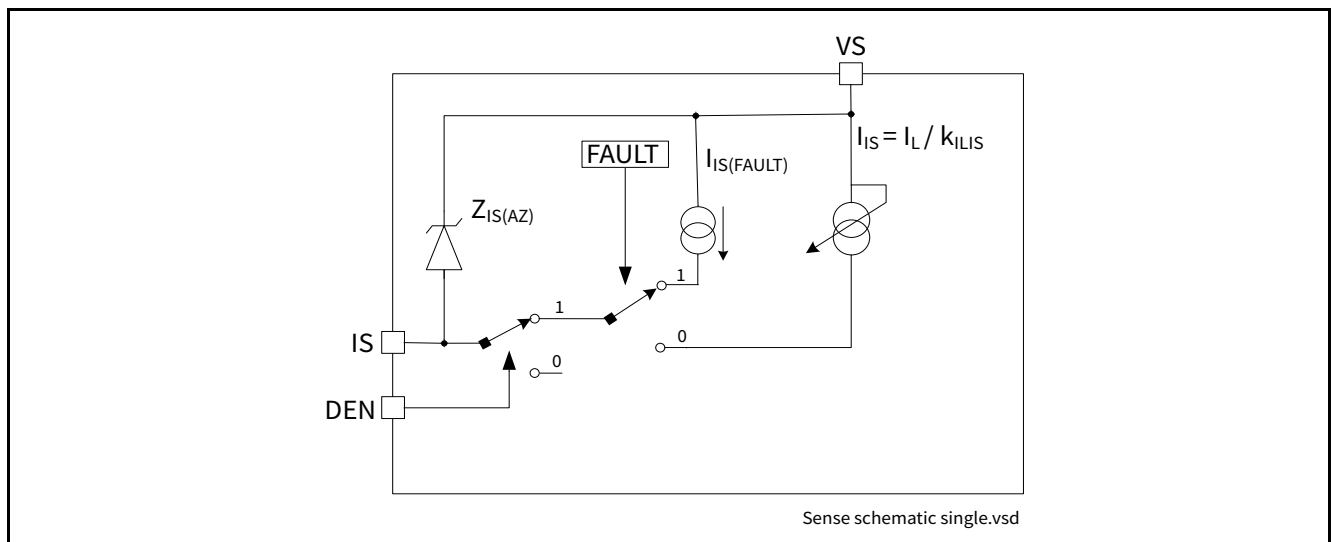 VS
I_IS = I_L / k_ILIS
FAULT
I_IS(FAULT)
Z_IS(AZ)
1
1
0
IS
0
DEN
Sense schematic single.vsd